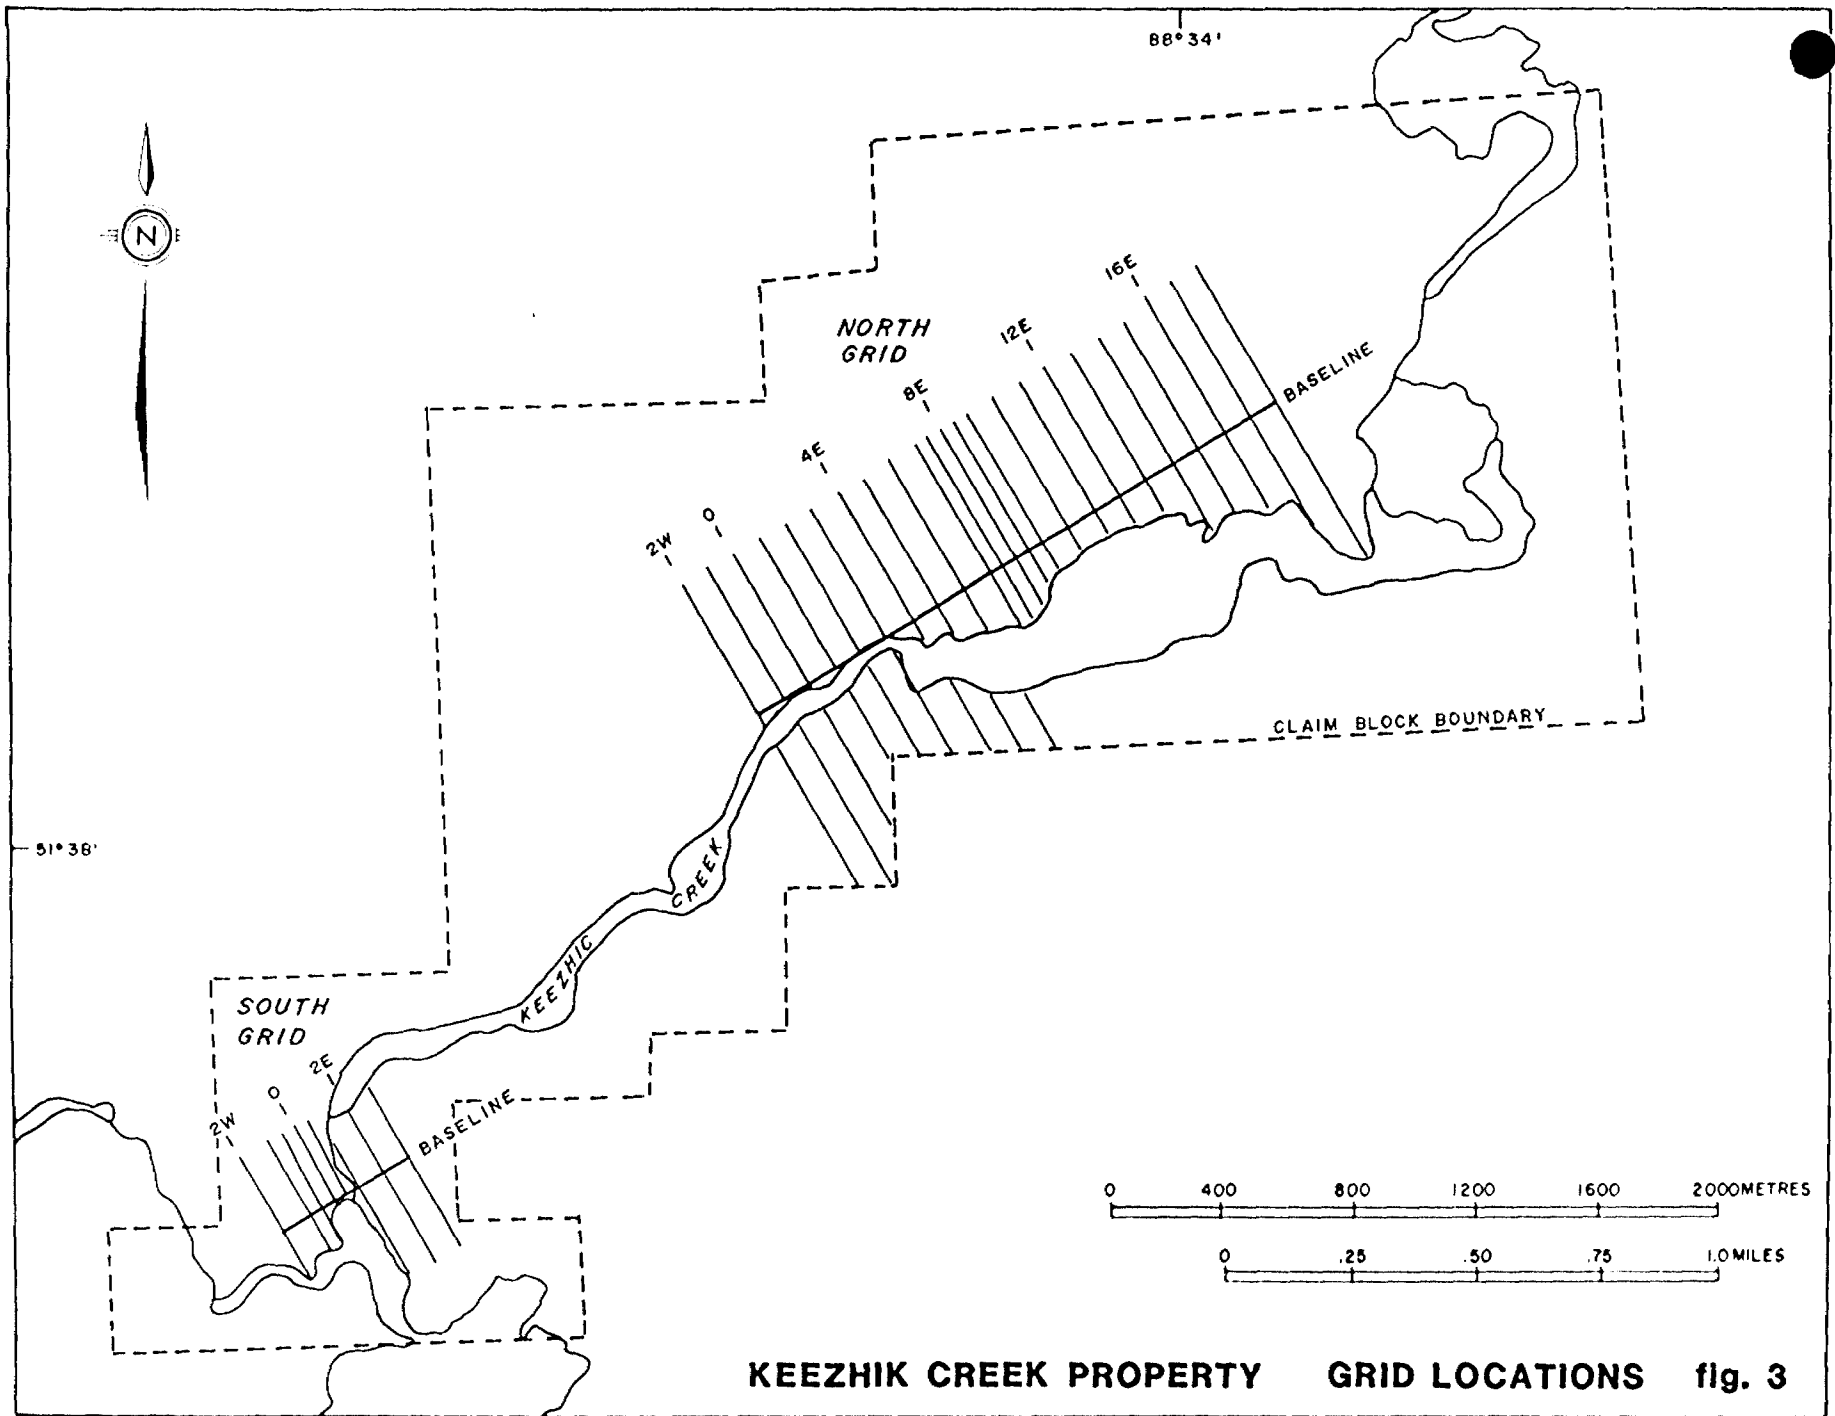 88°34'
N
16E
NORTH
GRID
12E
BASELINE
8E
4E
0
2W
CLAIM BLOCK BOUNDARY
51°38'
CREEK
KEEZHIC
SOUTH
GRID
2E
0
2W
BASELINE
0 400 800 1200 1600 2000METRES
0 .25 .50 .75 1.0 MILES
KEEZHIK CREEK PROPERTY GRID LOCATIONS fig. 3